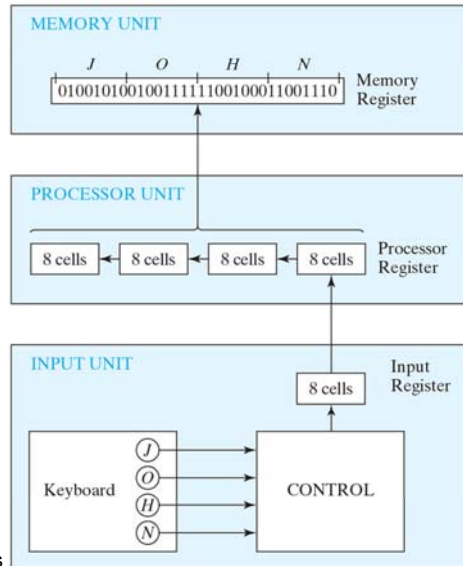 MEMORY UNIT
J O H N
01001010010011111100100011001110
Memory
Register
PROCESSOR UNIT
8 cells 8 cells 8 cells 8 cells
Processor
Register
INPUT UNIT
Input
Register
8 cells
Keyboard
J
O
H
N
CONTROL
s